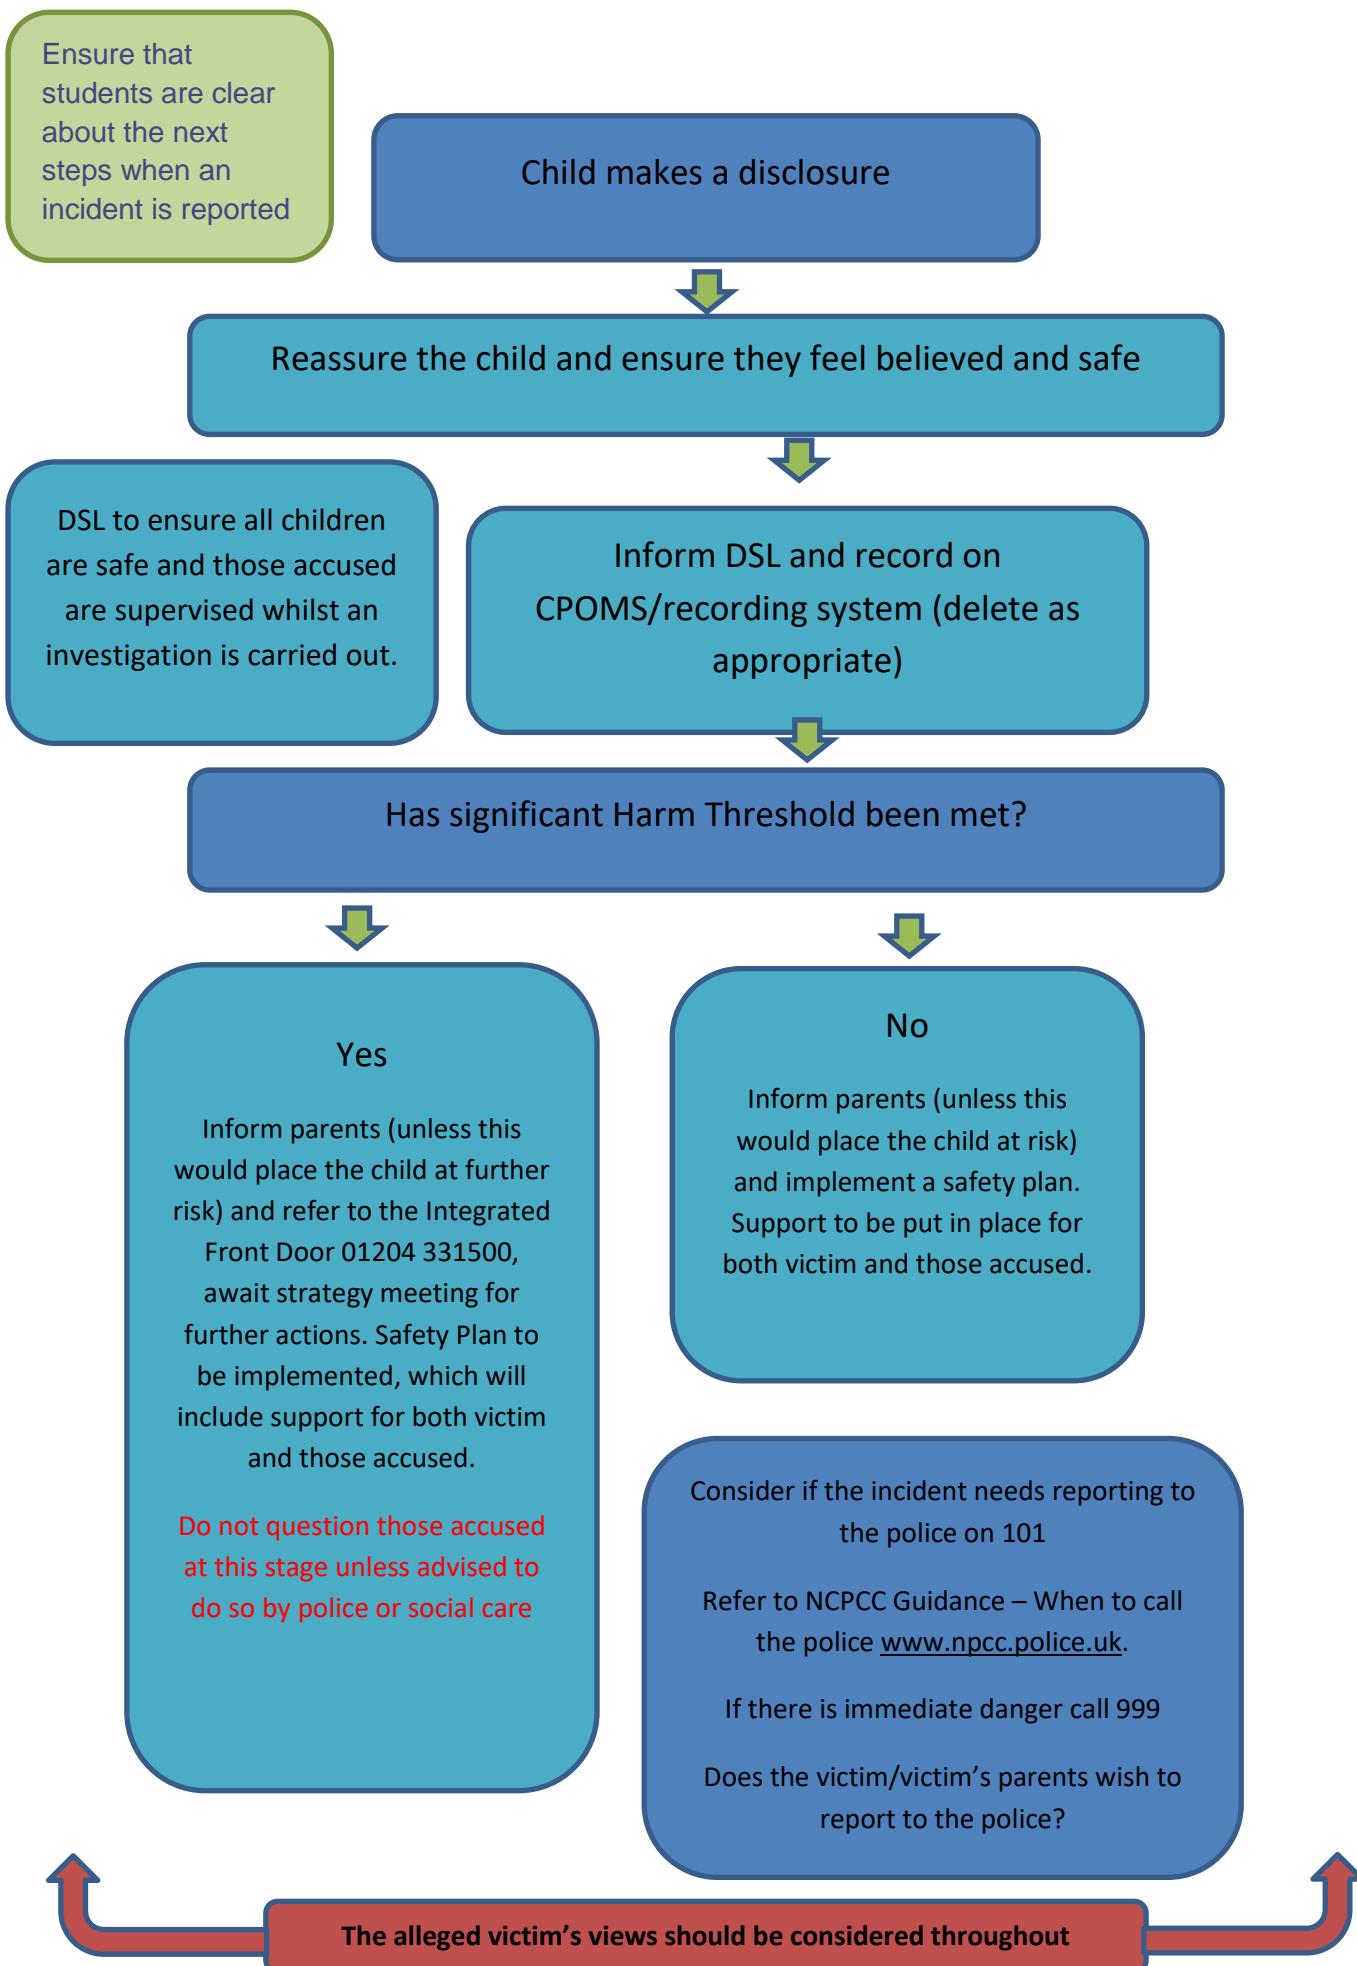 Ensure that
students are clear
about the next
steps when an
incident is reported
Child makes a disclosure
Reassure the child and ensure they feel believed and safe
DSL to ensure all children
are safe and those accused
are supervised whilst an
investigation is carried out.
Inform DSL and record on
CPOMS/recording system (delete as
appropriate)
Has significant Harm Threshold been met?
Yes
Inform parents (unless this
would place the child at further
risk) and refer to the Integrated
Front Door 01204 331500,
await strategy meeting for
further actions. Safety Plan to
be implemented, which will
include support for both victim
and those accused.
Do not question those accused
at this stage unless advised to
do so by police or social care
No
Inform parents (unless this
would place the child at risk)
and implement a safety plan.
Support to be put in place for
both victim and those accused.
Consider if the incident needs reporting to
the police on 101
Refer to NCPCC Guidance – When to call
the police www.npcc.police.uk.
If there is immediate danger call 999
Does the victim/victim’s parents wish to
report to the police?
The alleged victim’s views should be considered throughout